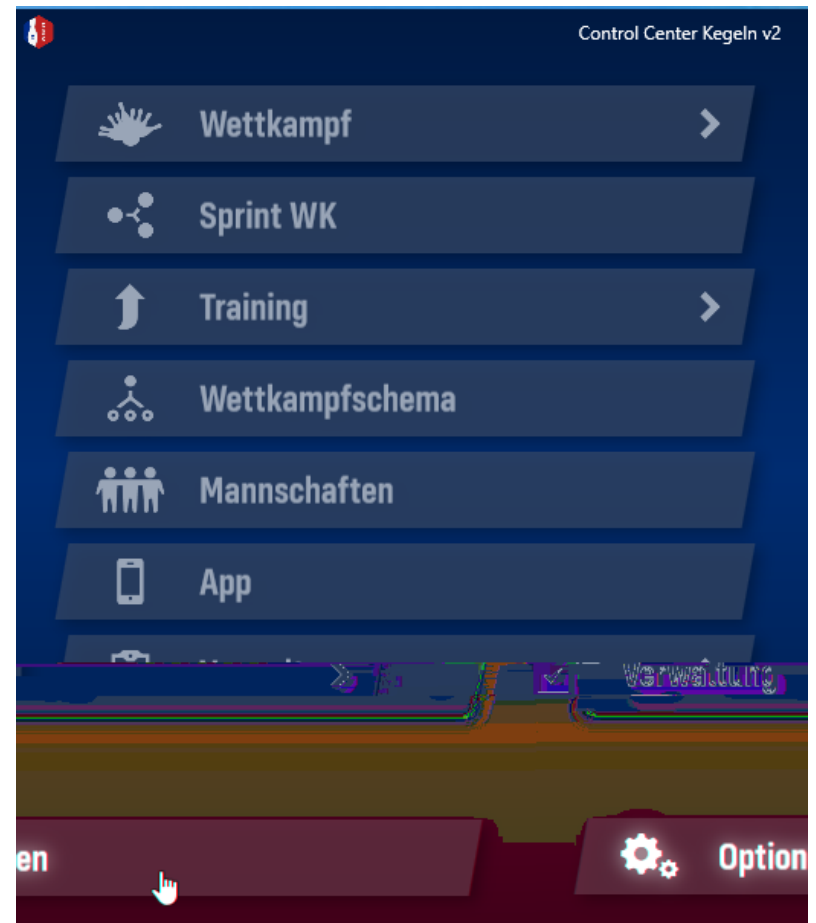 Control Center Kegeln v2
Wettkampf
Sprint WK
Training
Wettkampfschema
Mannschaften
App
Verwaltung
en
Option